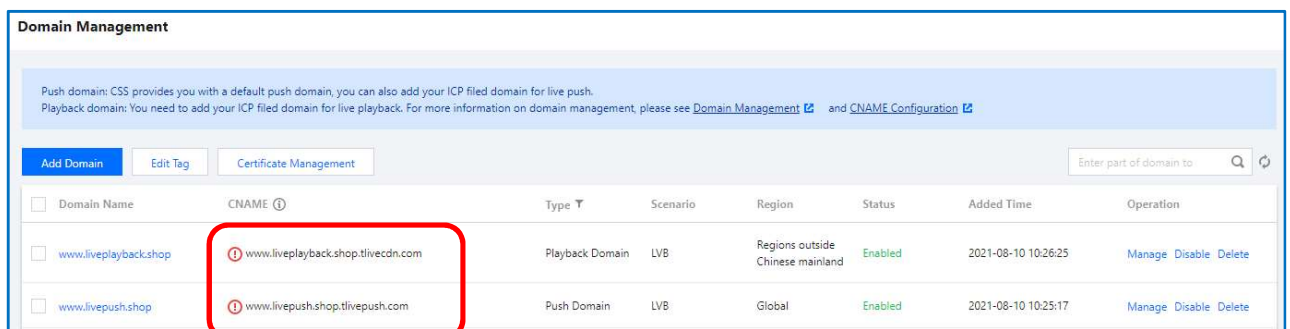 Domain Management
Push domain: CSS provides you with a default push domain, you can also add your ICP filed domain for live push.
Playback domain: You need to add your ICP filed domain for live playback. For more information on domain management, please see Domain Management and CNAME Configuration
Add Domain Edit Tag Certificate Management Enter part of domain to
Domain Name CNAME Type Scenario Region Status Added Time Operation
www.liveplayback.shop www.liveplayback.shop.tlivecdn.com Playback Domain LVB Regions outside Chinese mainland Enabled 2021-08-10 10:26:25 Manage Disable Delete
www.livepush.shop www.livepush.shop.tlivepush.com Push Domain LVB Global Enabled 2021-08-10 10:25:17 Manage Disable Delete